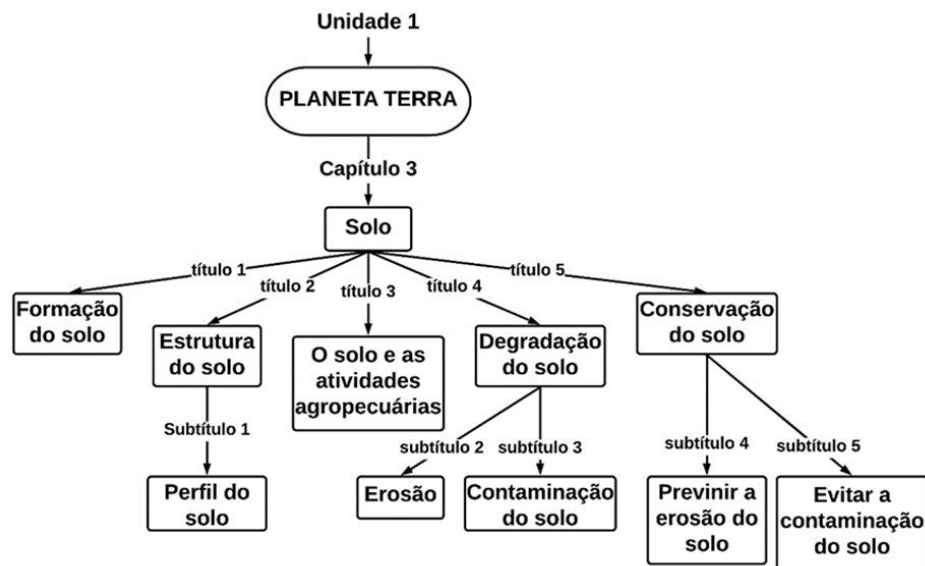 Unidade 1
PLANETA TERRA
Capítulo 3
Solo
título 1
título 2
título 3
título 4
título 5
Formação
do solo
Estrutura
do solo
O solo e as
atividades
agropecuárias
Degradação
do solo
Conservação
do solo
Subtítulo 1
subtítulo 2
subtítulo 3
subtítulo 4
subtítulo 5
Perfil do
solo
Erosão
Contaminação
do solo
Previnir a
erosão do
solo
Evitar a
contaminação
do solo